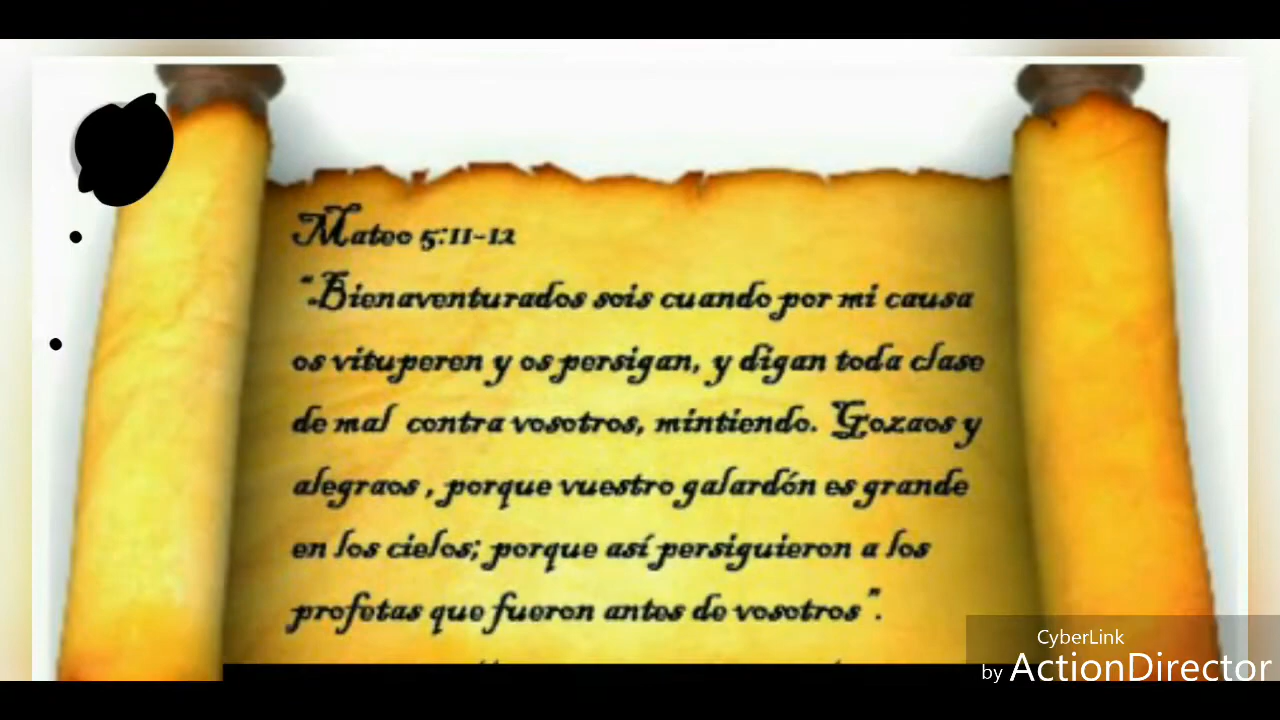 Mateo 5:11-12
"Bienaventurados sois cuando por mi causa
os vituperen y os persigan, y digan toda clase
de mal contra vosotros, mintiendo. Gozaos y
alegraos , porque vuestro galardón es grande
en los cielos; porque así persiguieron a los
profetas que fueron antes de vosotros".
CyberLink
by ActionDirector